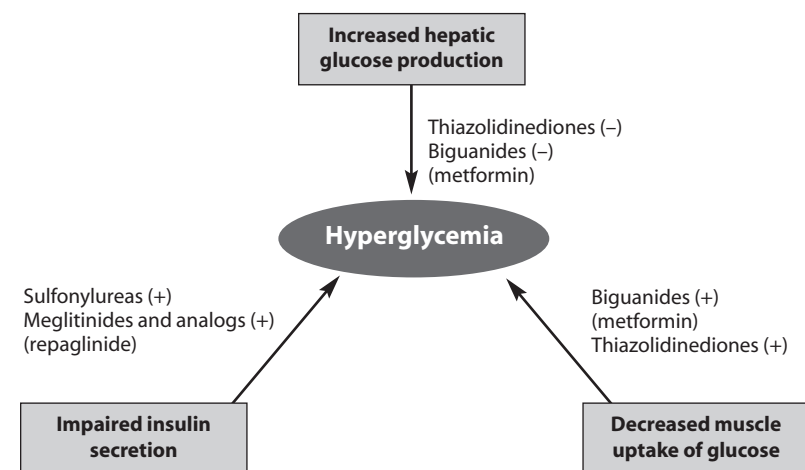 Increased hepatic
glucose production
Thiazolidinediones (–)
Biguanides (–)
(metformin)
Hyperglycemia
Sulfonylureas (+)
Meglitinides and analogs (+)
(repaglinide)
Biguanides (+)
(metformin)
Thiazolidinediones (+)
Impaired insulin
secretion
Decreased muscle
uptake of glucose